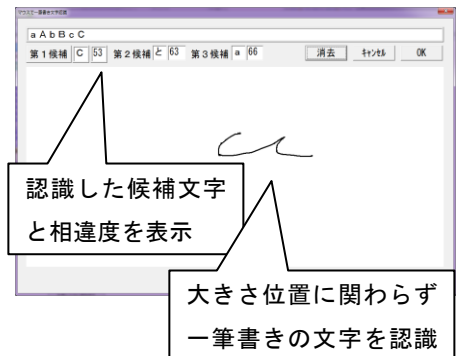 マウスエー筆書き文字認識
a A b B c C
第1候補 C 53 第2候補 と 63 第3候補 a 66 消去 キャンセル OK
認識した候補文字
と相違度を表示
大きさ位置に関わらず
一筆書きの文字を認識